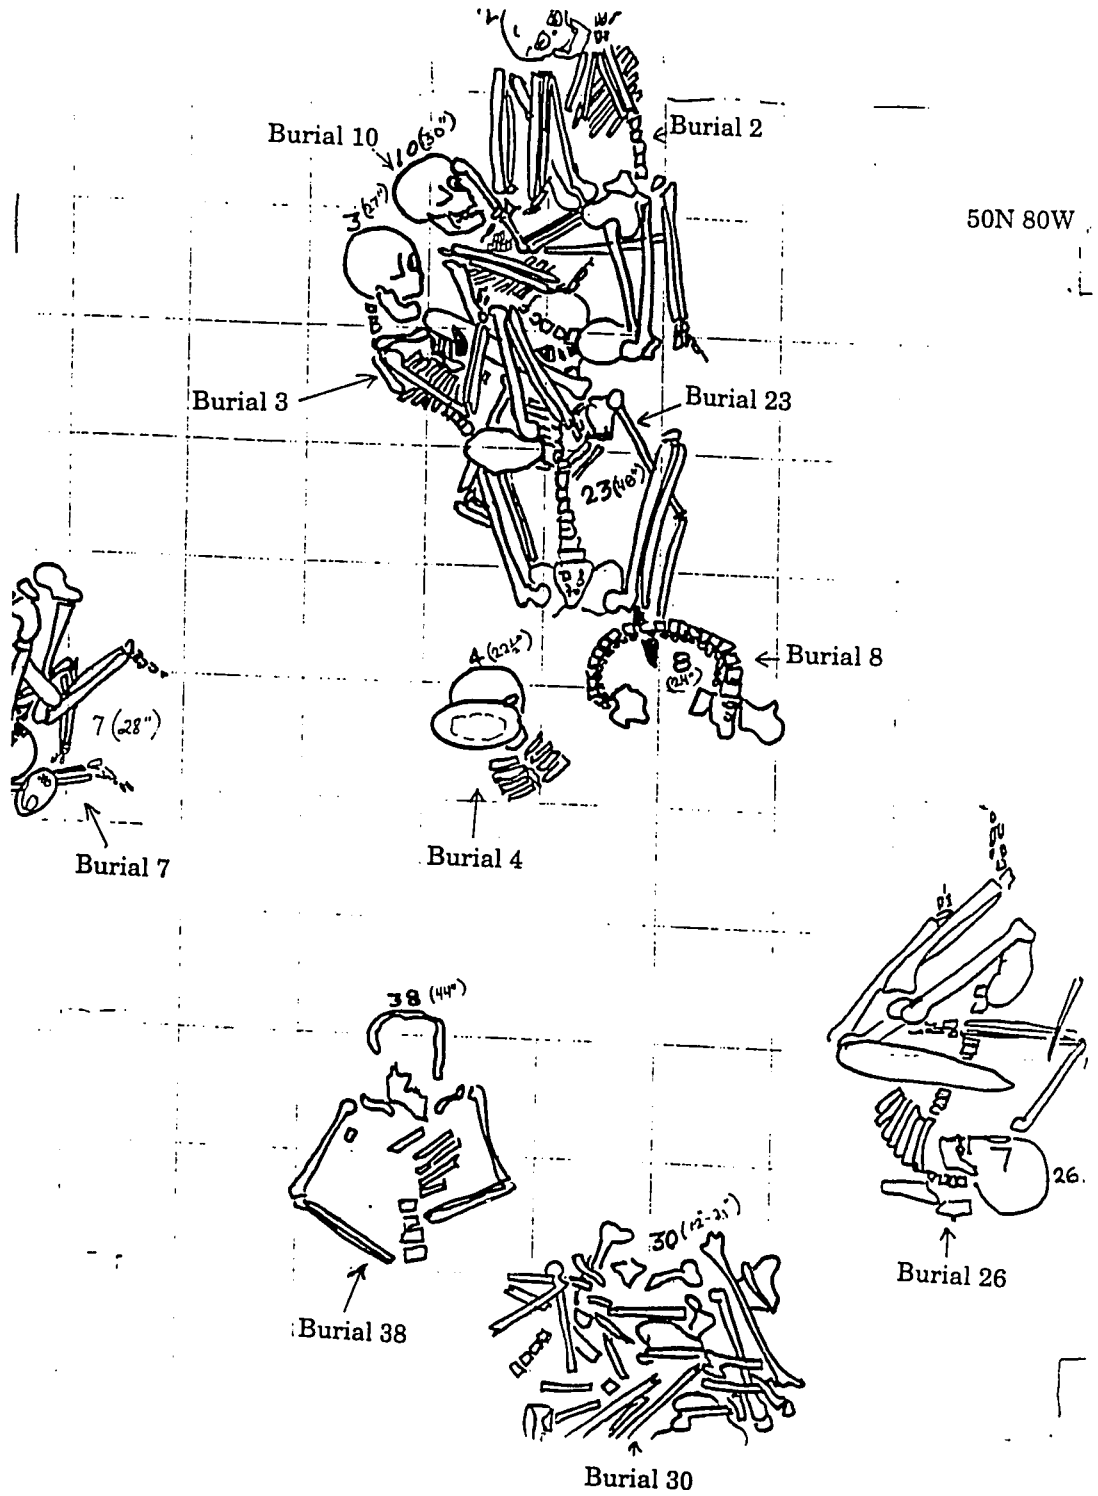 Burial 2
Burial 10
10(30")
3(27")
50N 80W
Burial 3
Burial 23
23(48")
4(22½")
Burial 8
8
(24")
7(28")
Burial 7
Burial 4
38(44")
26.
30(12"-21")
Burial 26
Burial 38
Burial 30